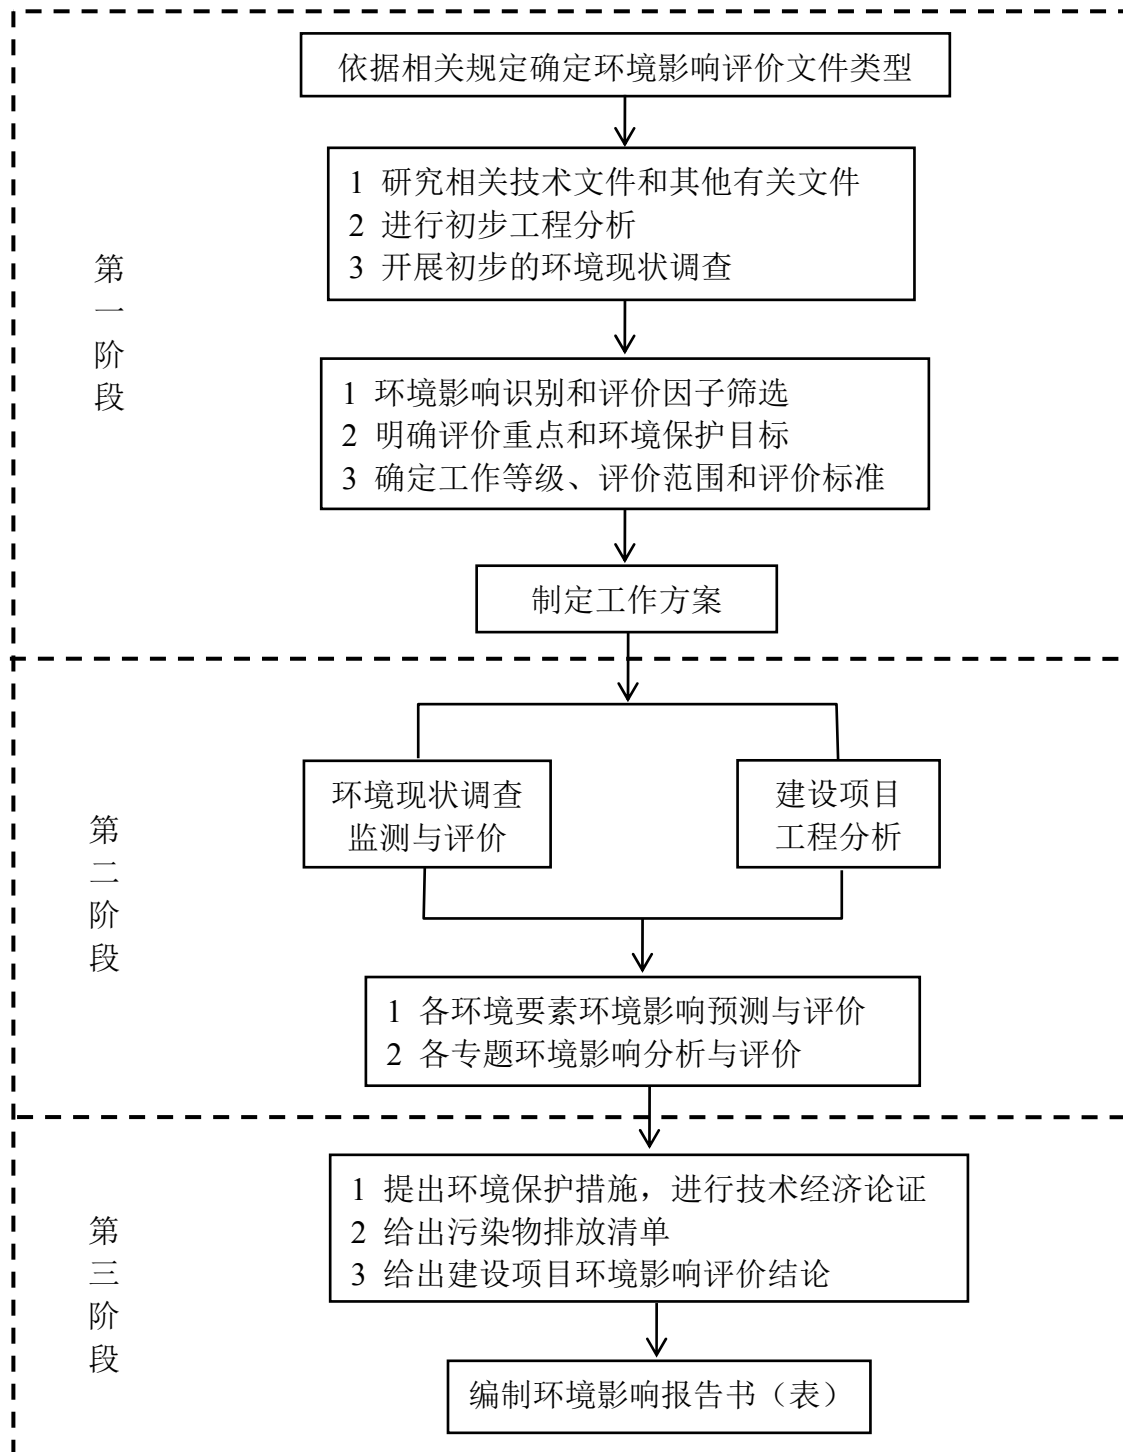 依据相关规定确定环境影响评价文件类型
1 研究相关技术文件和其他有关文件
2 进行初步工程分析
3 开展初步的环境现状调查
第一阶段
1 环境影响识别和评价因子筛选
2 明确评价重点和环境保护目标
3 确定工作等级、评价范围和评价标准
制定工作方案
环境现状调查
监测与评价
建设项目
工程分析
第二阶段
1 各环境要素环境影响预测与评价
2 各专题环境影响分析与评价
1 提出环境保护措施，进行技术经济论证
2 给出污染物排放清单
3 给出建设项目环境影响评价结论
第三阶段
编制环境影响报告书（表）